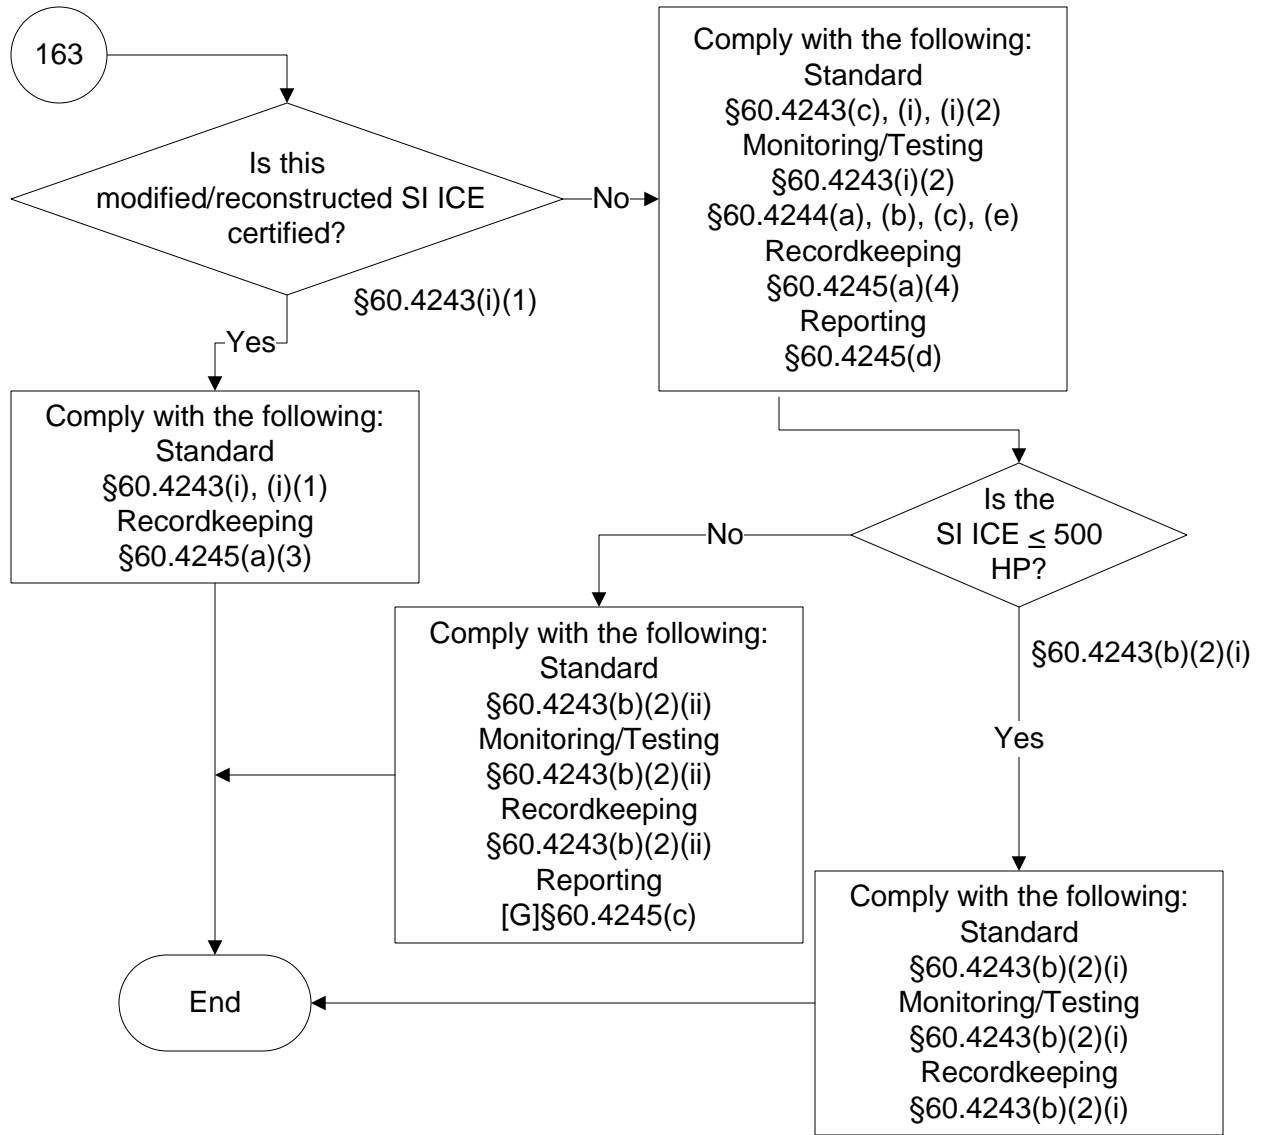 163
Is this
modified/reconstructed SI ICE
certified?
No
§60.4243(i)(1)
Yes
Comply with the following:
Standard
§60.4243(c), (i), (i)(2)
Monitoring/Testing
§60.4243(i)(2)
§60.4244(a), (b), (c), (e)
Recordkeeping
§60.4245(a)(4)
Reporting
§60.4245(d)
Comply with the following:
Standard
§60.4243(i), (i)(1)
Recordkeeping
§60.4245(a)(3)
Is the
SI ICE ≤ 500
HP?
No
§60.4243(b)(2)(i)
Yes
Comply with the following:
Standard
§60.4243(b)(2)(ii)
Monitoring/Testing
§60.4243(b)(2)(ii)
Recordkeeping
§60.4243(b)(2)(ii)
Reporting
[G]§60.4245(c)
Comply with the following:
Standard
§60.4243(b)(2)(i)
Monitoring/Testing
§60.4243(b)(2)(i)
Recordkeeping
§60.4243(b)(2)(i)
End